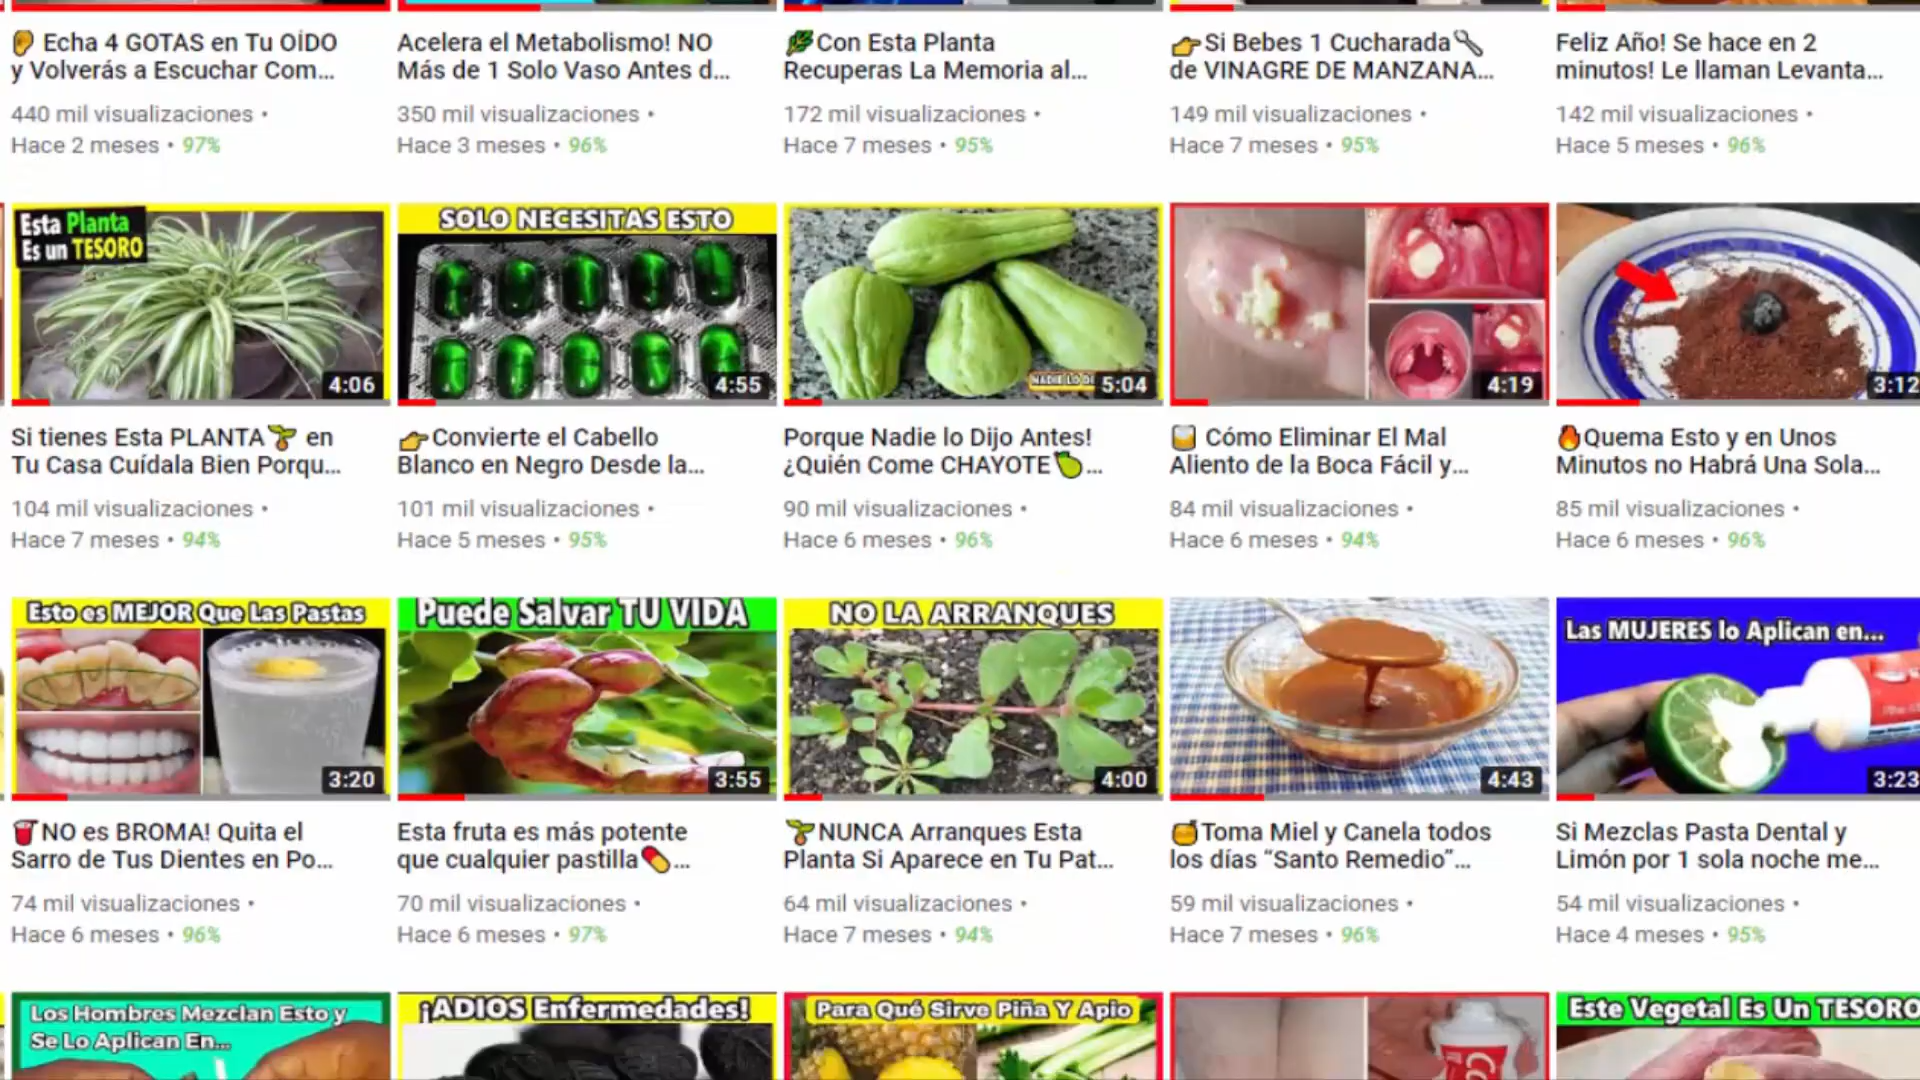 Echa 4 GOTAS en Tu OÍDO
y Volverás a Escuchar Com...
440 mil visualizaciones •
Hace 2 meses • 97%
Acelera el Metabolismo! NO
Más de 1 Solo Vaso Antes d...
350 mil visualizaciones •
Hace 3 meses • 96%
Con Esta Planta
Recuperas La Memoria al...
172 mil visualizaciones •
Hace 7 meses • 95%
Si Bebes 1 Cucharada
de VINAGRE DE MANZANA...
149 mil visualizaciones •
Hace 7 meses • 95%
Feliz Año! Se hace en 2
minutos! Le llaman Levanta...
142 mil visualizaciones •
Hace 5 meses • 96%
Esta Planta
Es un TESORO
4:06
Si tienes Esta PLANTA en
Tu Casa Cuídala Bien Porqu...
104 mil visualizaciones •
Hace 7 meses • 94%
SOLO NECESITAS ESTO
4:55
Convierte el Cabello
Blanco en Negro Desde la...
101 mil visualizaciones •
Hace 5 meses • 95%
NADIE LO DI
5:04
Porque Nadie lo Dijo Antes!
¿Quién Come CHAYOTE...
90 mil visualizaciones •
Hace 6 meses • 96%
4:19
Cómo Eliminar El Mal
Aliento de la Boca Fácil y...
84 mil visualizaciones •
Hace 6 meses • 94%
3:12
Quema Esto y en Unos
Minutos no Habrá Una Sola...
85 mil visualizaciones •
Hace 6 meses • 96%
Esto es MEJOR Que Las Pastas
3:20
NO es BROMA! Quita el
Sarro de Tus Dientes en Po...
74 mil visualizaciones •
Hace 6 meses • 96%
Puede Salvar TU VIDA
3:55
Esta fruta es más potente
que cualquier pastilla...
70 mil visualizaciones •
Hace 6 meses • 97%
NO LA ARRANQUES
4:00
NUNCA Arranques Esta
Planta Si Aparece en Tu Pat...
64 mil visualizaciones •
Hace 7 meses • 94%
4:43
Toma Miel y Canela todos
los días “Santo Remedio”...
59 mil visualizaciones •
Hace 7 meses • 96%
Las MUJERES lo Aplican en...
3:23
Si Mezclas Pasta Dental y
Limón por 1 sola noche me...
54 mil visualizaciones •
Hace 4 meses • 95%
Los Hombres Mezclan Esto y
Se Lo Aplican En...
¡ADIOS Enfermedades!
Para Qué Sirve Piña Y Apio
Este Vegetal Es Un TESORO